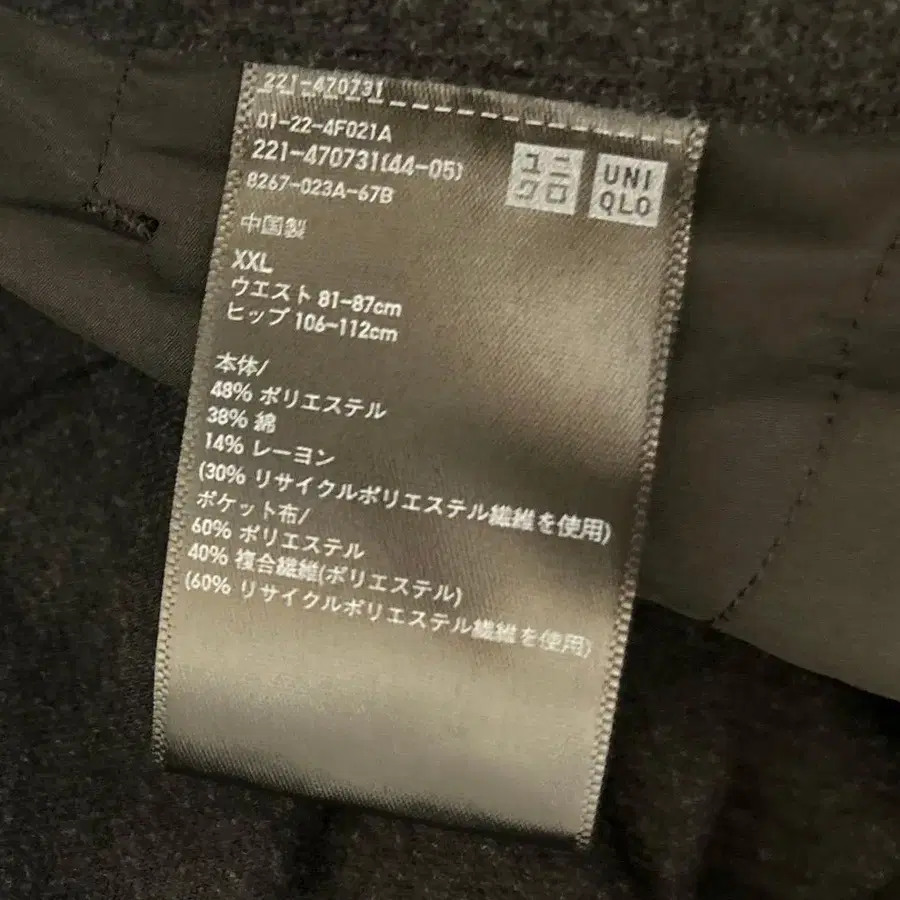 221-470731
01-22-4F021A
221-470731(44-05)
8267-023A-67B
ユニ
クロ
UNI
QLO
中国製
XXL
ウエスト 81-87cm
ヒップ 106-112cm
本体/
48% ポリエステル
38% 綿
14% レーヨン
(30% リサイクルポリエステル繊維を使用)
ポケット布/
60% ポリエステル
40% 複合繊維(ポリエステル)
(60% リサイクルポリエステル繊維を使用)